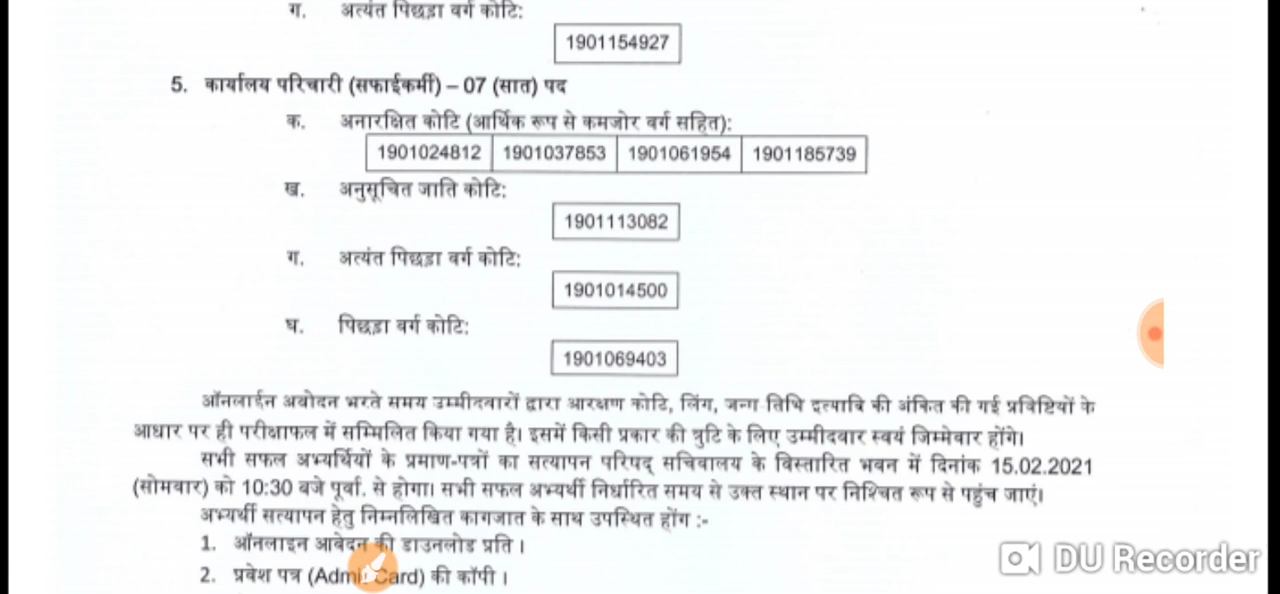 ग. अत्यंत पिछड़ा वर्ग कोटि:
1901154927
5. कार्यालय परिचारी (सफाईकर्मी) – 07 (सात) पद
क. अनारक्षित कोटि (आर्थिक रूप से कमजोर वर्ग सहित):
1901024812 1901037853 1901061954 1901185739
ख. अनुसूचित जाति कोटि:
1901113082
ग. अत्यंत पिछड़ा वर्ग कोटि:
1901014500
घ. पिछड़ा वर्ग कोटि:
1901069403
ऑनलाईन अवोदन भरते समय उम्मीदवारों द्वारा आरक्षण कोटि, लिंग, जन्म तिथि इत्यादि की अंकित की गई प्रविष्टियों के
आधार पर ही परीक्षाफल में सम्मिलित किया गया है। इसमें किसी प्रकार की त्रुटि के लिए उम्मीदवार स्वयं जिम्मेवार होंगे।
सभी सफल अभ्यर्थियों के प्रमाण-पत्रों का सत्यापन परिषद् सचिवालय के विस्तारित भवन में दिनांक 15.02.2021
(सोमवार) को 10:30 बजे पूर्वा. से होगा। सभी सफल अभ्यर्थी निर्धारित समय से उक्त स्थान पर निश्चित रूप से पहुंच जाएं।
अभ्यर्थी सत्यापन हेतु निम्नलिखित कागजात के साथ उपस्थित होंग :-
1. ऑनलाइन आबेदन की डाउनलोड प्रति ।
2. प्रवेश पत्र (Admit Card) की कॉपी ।
DU Recorder